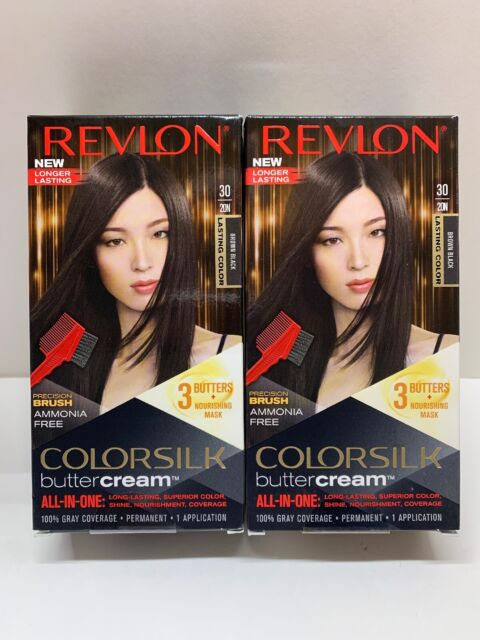 REVLON®
NEW
LONGER
LASTING
30
20N
LASTING COLOR
BROWN BLACK
3 BUTTERS
+
NOURISHING
MASK
PRECISION
BRUSH
AMMONIA
FREE
COLORSILK
buttercream™
ALL-IN-ONE: LONG-LASTING, SUPERIOR COLOR,
SHINE, NOURISHMENT, COVERAGE
100% GRAY COVERAGE • PERMANENT • 1 APPLICATION
REVLON®
NEW
LONGER
LASTING
30
20N
LASTING COLOR
BROWN BLACK
3 BUTTERS
+
NOURISHING
MASK
PRECISION
BRUSH
AMMONIA
FREE
COLORSILK
buttercream™
ALL-IN-ONE: LONG-LASTING, SUPERIOR COLOR,
SHINE, NOURISHMENT, COVERAGE
100% GRAY COVERAGE • PERMANENT • 1 APPLICATION